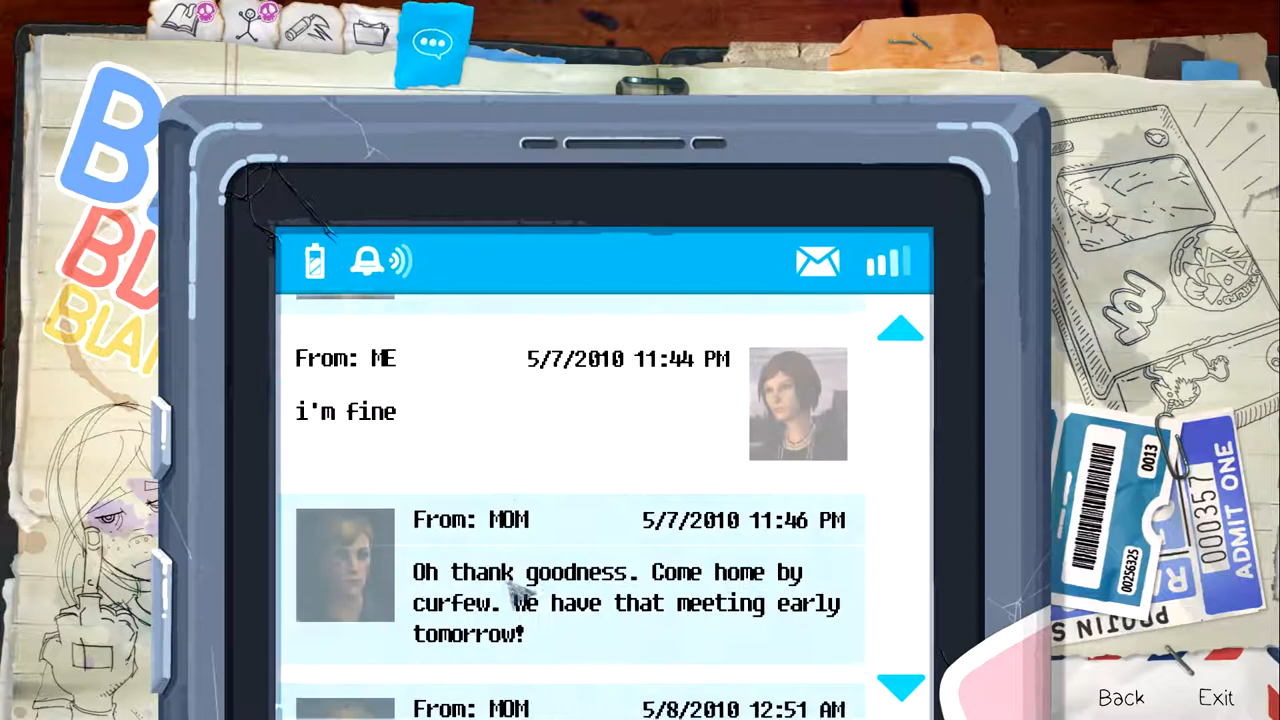 From: ME 5/7/2010 11:44 PM
i'm fine
From: MOM 5/7/2010 11:46 PM
Oh thank goodness. Come home by
curfew. We have that meeting early
tomorrow!
From: MOM 5/8/2010 12:51 AM
0013
00256325
000357
ADMIT ONE
Back Exit